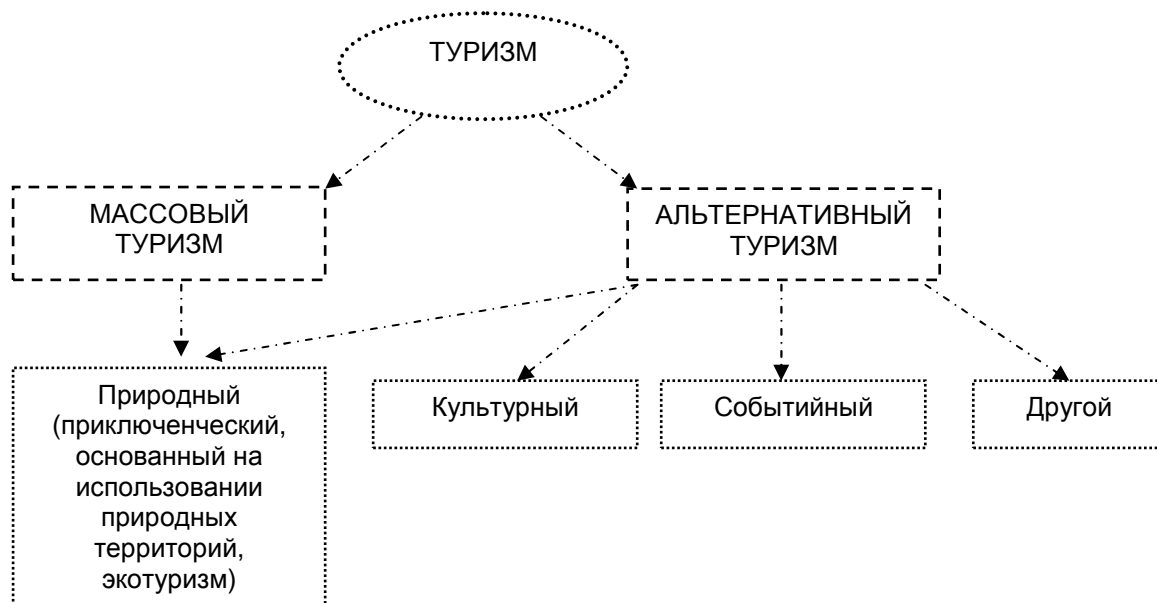 ТУРИЗМ
МАССОВЫЙ
ТУРИЗМ
АЛЬТЕРНАТИВНЫЙ
ТУРИЗМ
Природный
(приключенческий,
основанный на
использовании
природных
территорий,
экотуризм)
Культурный
Событийный
Другой